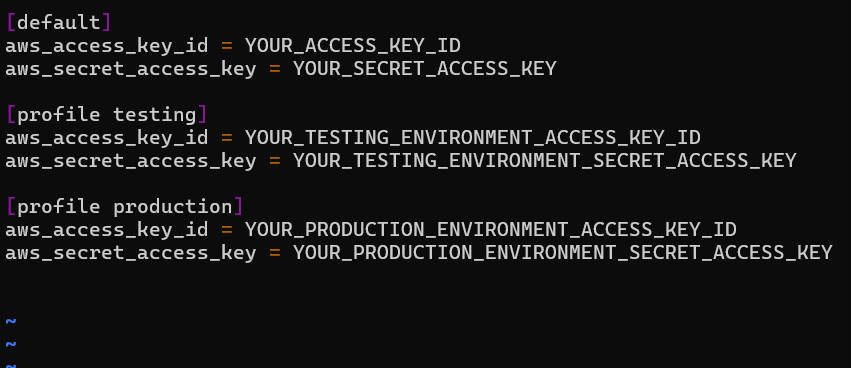 [default]
aws_access_key_id = YOUR_ACCESS_KEY_ID
aws_secret_access_key = YOUR_SECRET_ACCESS_KEY
[profile testing]
aws_access_key_id = YOUR_TESTING_ENVIRONMENT_ACCESS_KEY_ID
aws_secret_access_key = YOUR_TESTING_ENVIRONMENT_SECRET_ACCESS_KEY
[profile production]
aws_access_key_id = YOUR_PRODUCTION_ENVIRONMENT_ACCESS_KEY_ID
aws_secret_access_key = YOUR_PRODUCTION_ENVIRONMENT_SECRET_ACCESS_KEY
~
~
~